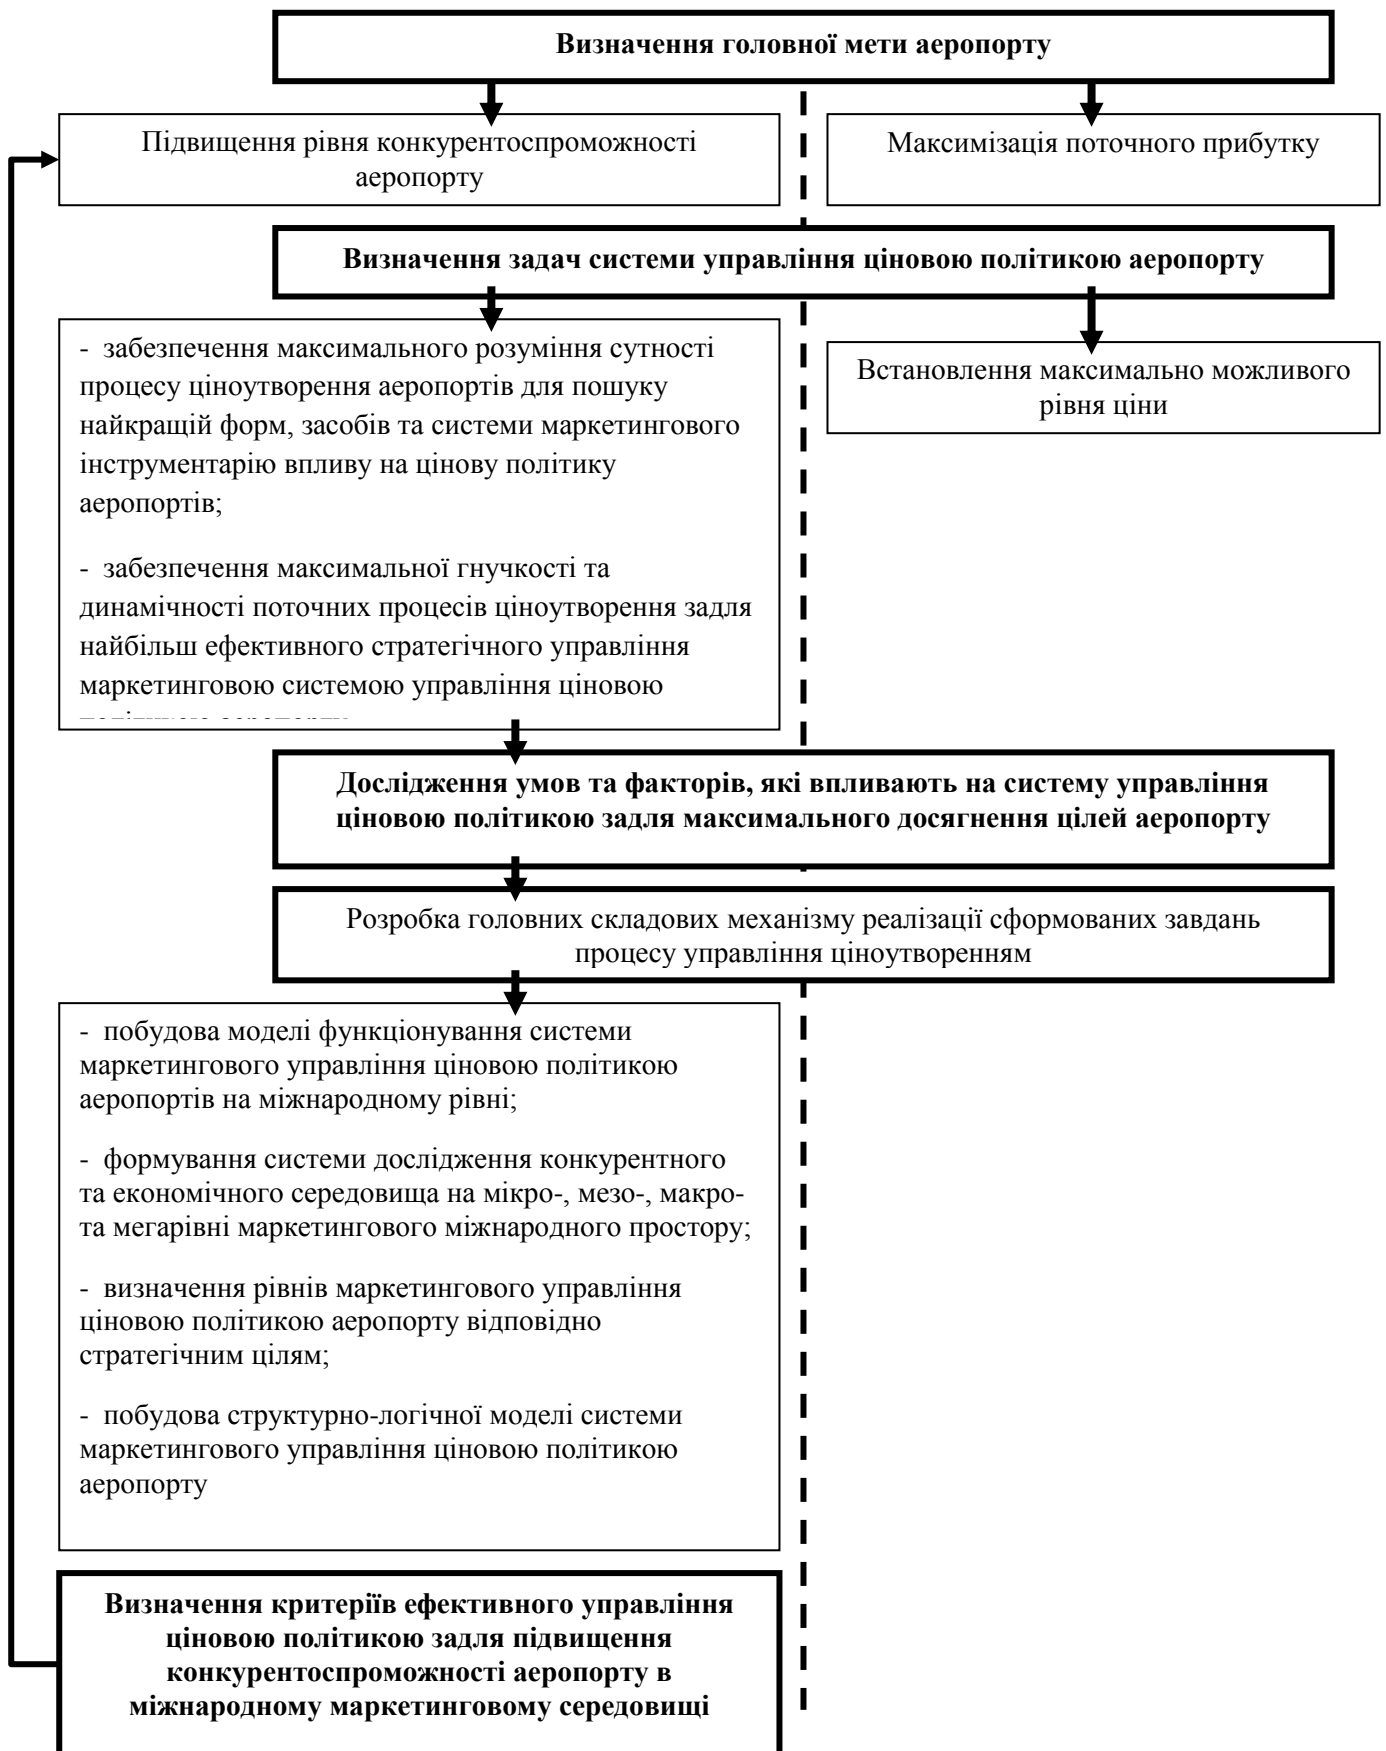 Визначення головної мети аеропорту
Підвищення рівня конкурентоспроможності
аеропорту
Максимізація поточного прибутку
Визначення задач системи управління ціновою політикою аеропорту
- забезпечення максимального розуміння сутності
процесу ціноутворення аеропортів для пошуку
найкращій форм, засобів та системи маркетингового
інструментарію впливу на цінову політику
аеропортів;
- забезпечення максимальної гнучкості та
динамічності поточних процесів ціноутворення задля
найбільш ефективного стратегічного управління
маркетинговою системою управління ціновою
Встановлення максимально можливого
рівня ціни
Дослідження умов та факторів, які впливають на систему управління
ціновою політикою задля максимального досягнення цілей аеропорту
Розробка головних складових механізму реалізації сформованих завдань
процесу управління ціноутворенням
- побудова моделі функціонування системи
маркетингового управління ціновою політикою
аеропортів на міжнародному рівні;
- формування системи дослідження конкурентного
та економічного середовища на мікро-, мезо-, макро-
та мегарівні маркетингового міжнародного простору;
- визначення рівнів маркетингового управління
ціновою політикою аеропорту відповідно
стратегічним цілям;
- побудова структурно-логічної моделі системи
маркетингового управління ціновою політикою
аеропорту
Визначення критеріїв ефективного управління
ціновою політикою задля підвищення
конкурентоспроможності аеропорту в
міжнародному маркетинговому середовищі